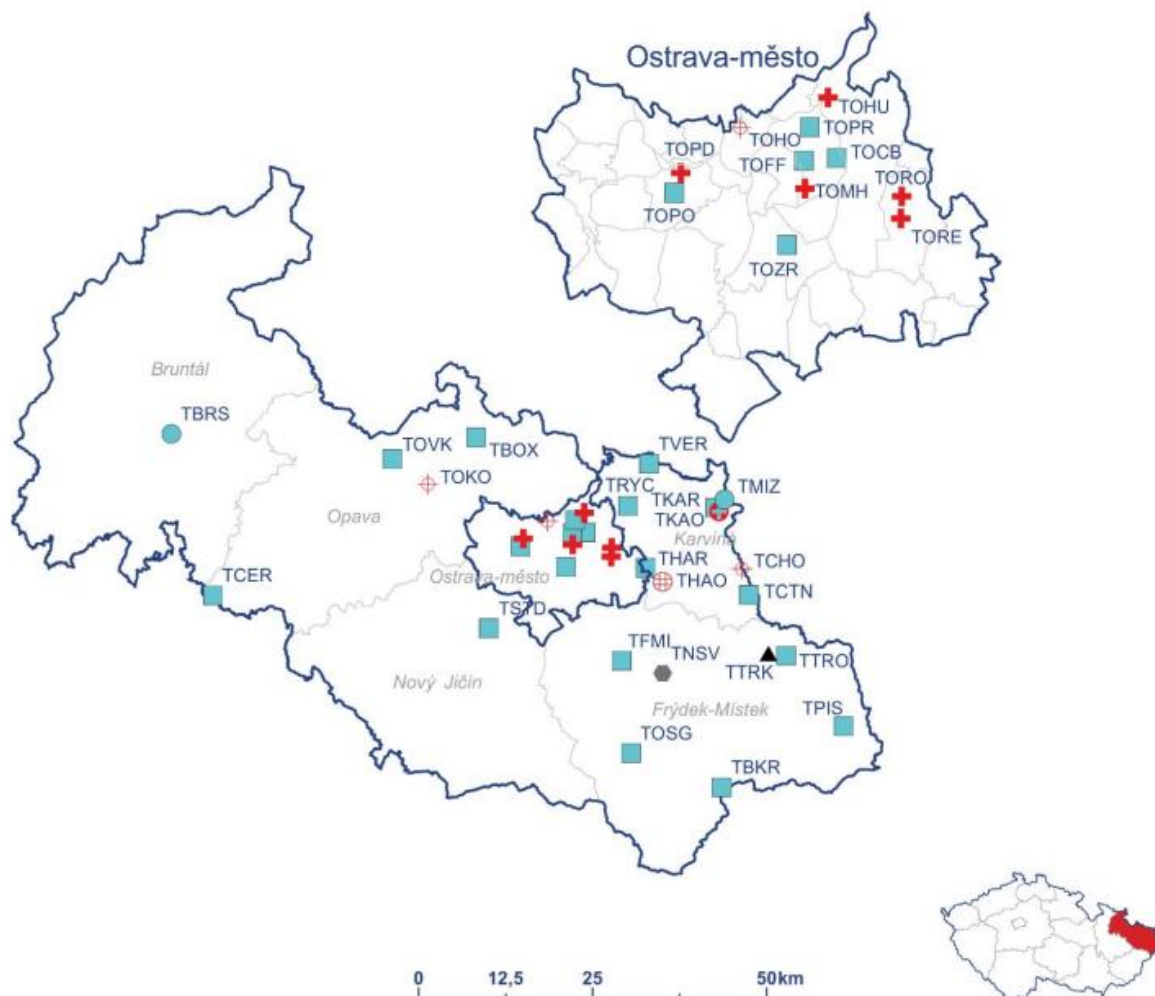 Ostrava-město
TOHU
TOHO
TOPR
TOPD
TOFF
TOCB
TORO
TOMH
TOPO
TORE
TOZR
Bruntál
TBRS
TOVK
TBOX
TVER
TOKO
TRYC
TKAR
TMIZ
TKAO
Opava
Karviná
THAR
TCHO
Ostrava-město
THAO
TCER
TCTN
TSTD
TFMI
TNSV
TTRK
TTRO
Nový Jičín
Frýdek-Místek
TPIS
TOSG
TBKR
0 12,5 25 50km